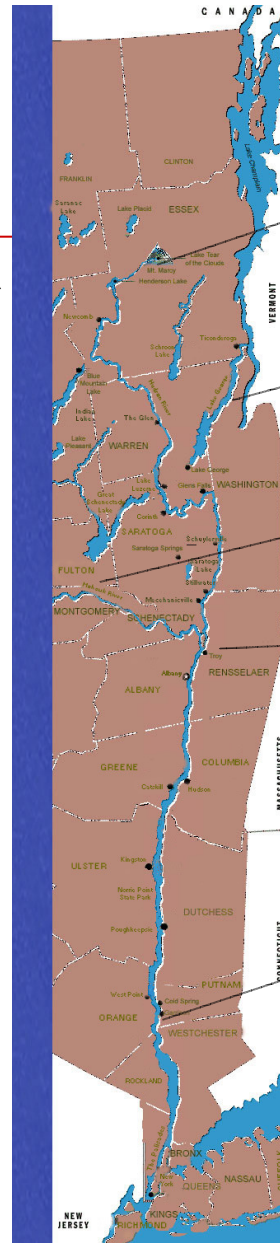 CANADA
CLINTON
FRANKLIN
Lake Champlain
Saranac
Lake
Lake Placid
ESSEX
Lake Tear
of the Clouds
Mt. Marcy
Henderson Lake
VERMONT
Newcomb
Ticonderoga
Schroon
Lake
Blue
Mountain
Lake
Hudson River
Lake George
Indian
Lake
The Glen
Lake
Pleasant
WARREN
Lake George
Lake
Luzerne
Glens Falls
WASHINGTON
Great
Sacandaga
Lake
Corinth
SARATOGA
Schuylerville
Saratoga Springs
Saratoga
Lake
FULTON
Stillwater
Mohawk River
Mechanicville
MONTGOMERY
SCHENECTADY
Troy
RENSSELAER
Albany
ALBANY
GREENE
COLUMBIA
MASSACHUSETTS
Catskill
Hudson
ULSTER
Kingston
Norrie Point
State Park
DUTCHESS
Poughkeepsie
CONNECTICUT
PUTNAM
West Point
Cold Spring
ORANGE
WESTCHESTER
ROCKLAND
The Palisades
BRONX
New
York
NASSAU
QUEENS
SUFFOLK
NEW
JERSEY
KINGS
RICHMOND